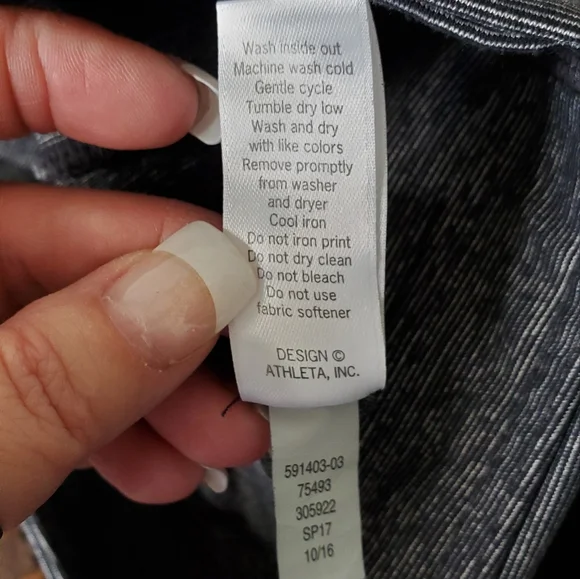 Wash inside out
Machine wash cold
Gentle cycle
Tumble dry low
Wash and dry
with like colors
Remove promptly
from washer
and dryer
Cool iron
Do not iron print
Do not dry clean
Do not bleach
Do not use
fabric softener
DESIGN ©
ATHLETA, INC.
591403-03
75493
305922
SP17
10/16